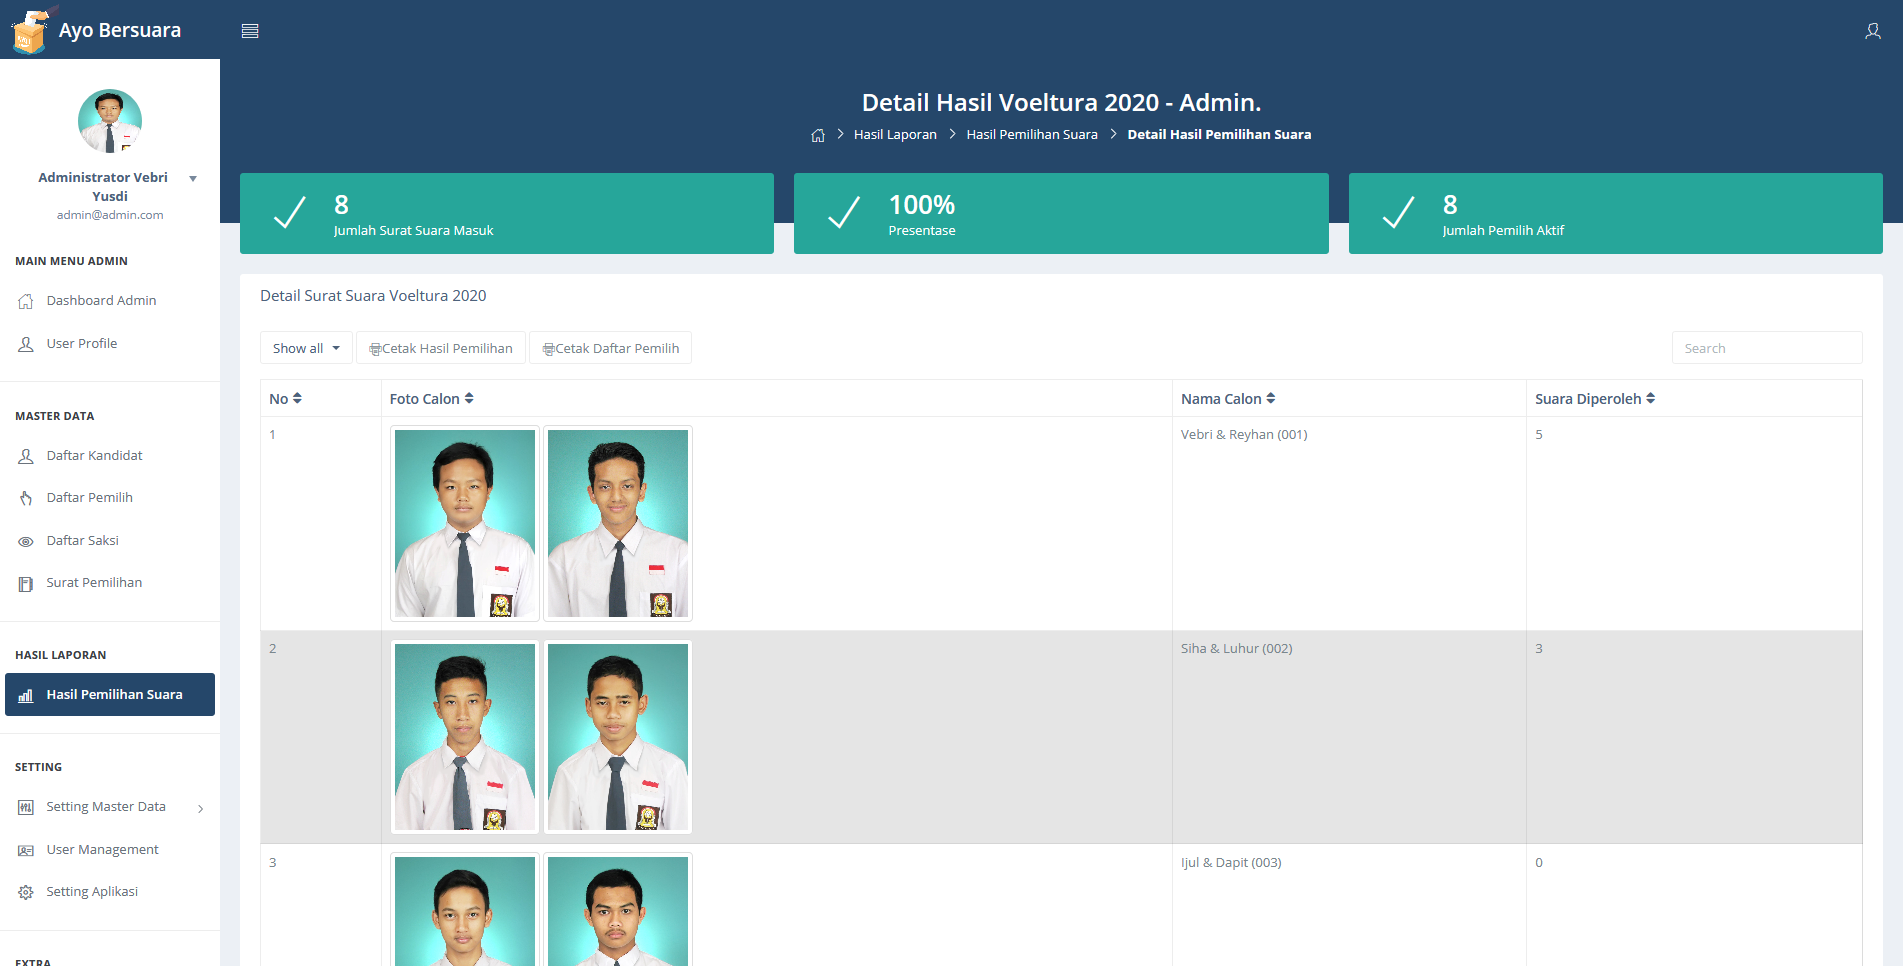 Ayo Bersuara
Administrator Vebri
Yusdi
admin@admin.com
MAIN MENU ADMIN
Dashboard Admin
User Profile
MASTER DATA
Daftar Kandidat
Daftar Pemilih
Daftar Saksi
Surat Pemilihan
HASIL LAPORAN
Hasil Pemilihan Suara
SETTING
Setting Master Data
User Management
Setting Aplikasi
EXTRA
Detail Hasil Voeltura 2020 - Admin.
Hasil Laporan > Hasil Pemilihan Suara > Detail Hasil Pemilihan Suara
8
Jumlah Surat Suara Masuk
100%
Presentase
8
Jumlah Pemilih Aktif
Detail Surat Suara Voeltura 2020
Show all Cetak Hasil Pemilihan Cetak Daftar Pemilih Search
No Foto Calon Nama Calon Suara Diperoleh
1 Vebri & Reyhan (001) 5
2 Siha & Luhur (002) 3
3 Ijul & Dapit (003) 0